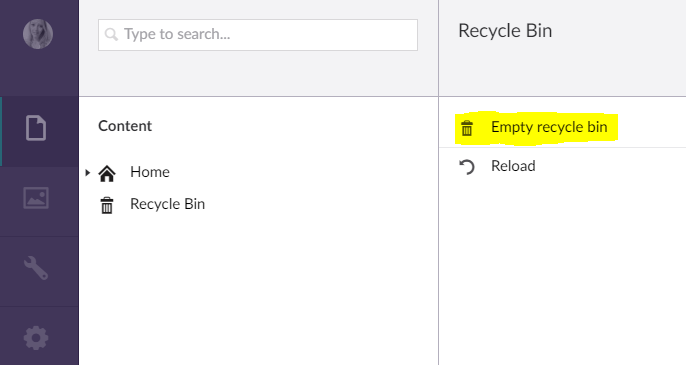 Type to search...
Content
Home
Recycle Bin
Recycle Bin
Empty recycle bin
Reload